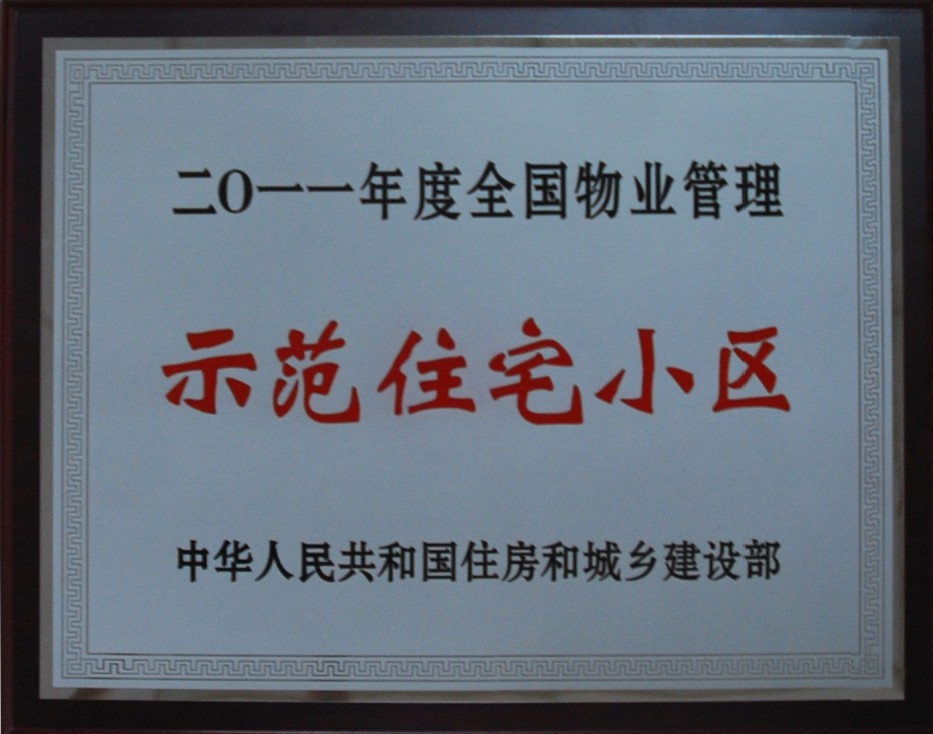 二〇一一年度全国物业管理
示范住宅小区
中华人民共和国住房和城乡建设部